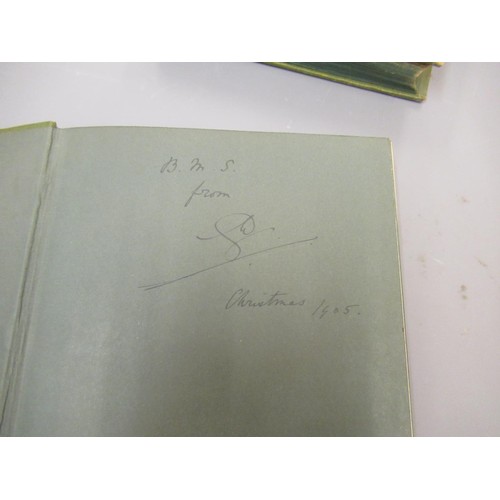 B. M. S.
from
Christmas 1905.